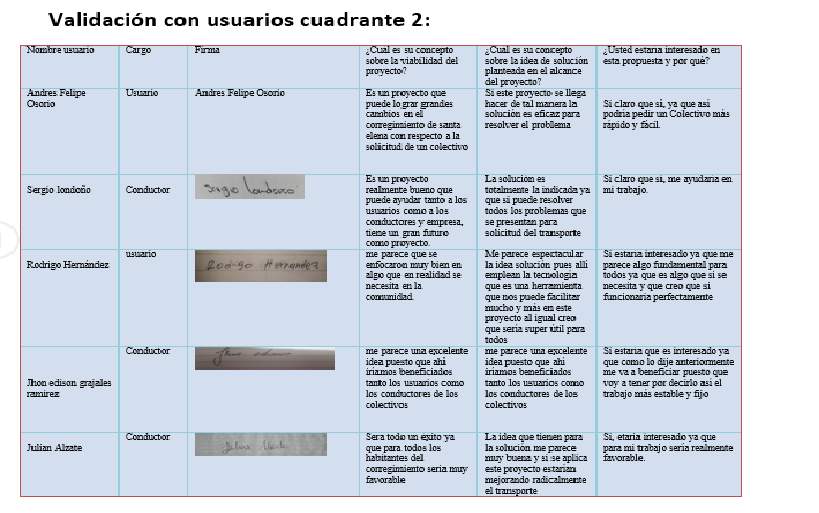 Validación con usuarios cuadrante 2:
Nombre usuario
Cargo
Firma
¿Cuál es su concepto
sobre la viabilidad del
proyecto?
¿Cuál es su concepto
sobre la idea de solución
planteada en el alcance
del proyecto?
¿Usted estaría interesado en
esta propuesta y por qué?
Andres Felipe
Osorio
Usuario
Andres Felipe Osorio
Es un proyecto que
puede lograr grandes
cambios en el
corregimiento de santa
elena con respecto a la
solicitud de un colectivo
Si este proyecto se llega
hacer de tal manera la
solución es eficaz para
resolver el problema
Si claro que si, ya que así
podría pedir un Colectivo más
rápido y fácil.
Sergio londoño
Conductor
Sergio londoño
Es un proyecto
realmente bueno que
puede ayudar tanto a los
usuarios como a los
conductores y empresa,
tiene un gran futuro
como proyecto.
La solucion es
totalmente la indicada ya
que si puede resolver
todos los problemas que
se presentan para
solicitud del transporte
Si claro que si, me ayudaría en
mi trabajo.
Rodrigo Hernández
usuario
Rodrigo Hernandez
me parece que se
enfocaron muy bien en
algo que en realidad se
necesita en la
comunidad.
Me parece espectacular
la idea solución pues allí
emplean la tecnología
que es una herramienta
que nos puede facilitar
mucho y más en este
proyecto al igual creo
que sería super útil para
todos
Si estaría interesado ya que me
parece algo fundamental para
todos ya que es algo que si se
necesita y que creo que si
funcionaria perfectamente
Jhon edison grajales
ramirez
Conductor
Jhon edison
me parece una excelente
idea puesto que ahí
iriamos beneficiados
tanto los usuarios como
los conductores de los
colectivos
me parece una excelente
idea puesto que ahí
iriamos beneficiados
tanto los usuarios como
los conductores de los
colectivos
Si estaría que es interesado ya
que como lo dije anteriormente
me va a beneficiar puesto que
voy a tener por decirlo así el
trabajo más estable y fijo
Julian Alzate
Conductor
Sera todo un éxito ya
que para todos los
habitantes del
corregimiento seria muy
favorable
La idea que tienen para
la solución me parece
muy buena y si se aplica
este proyecto estarían
mejorando radicalmente
el transporte
Si, etaria interesado ya que
para mi trabajo sería realmente
favorable.